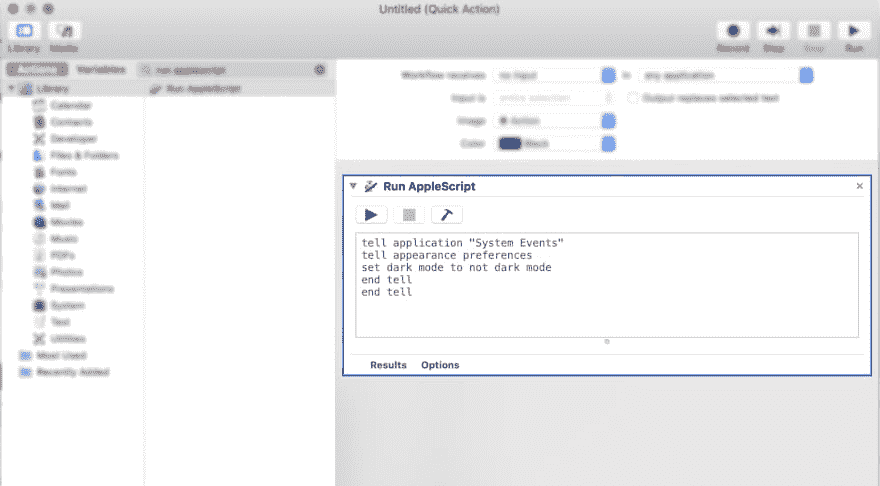 Untitled (Quick Action)
Library
Media
Record
Step
Stop
Run
Actions
Variables
run applescript
Library
Run AppleScript
Calendar
Contacts
Developer
Files & Folders
Fonts
Internet
Mail
Movies
Music
PDFs
Photos
Presentations
System
Text
Utilities
Most Used
Recently Added
Workflow receives no input in any application
Input is entire selection Output replaces selected text
Image Action
Color Black
Run AppleScript
tell application "System Events"
tell appearance preferences
set dark mode to not dark mode
end tell
end tell
Results Options